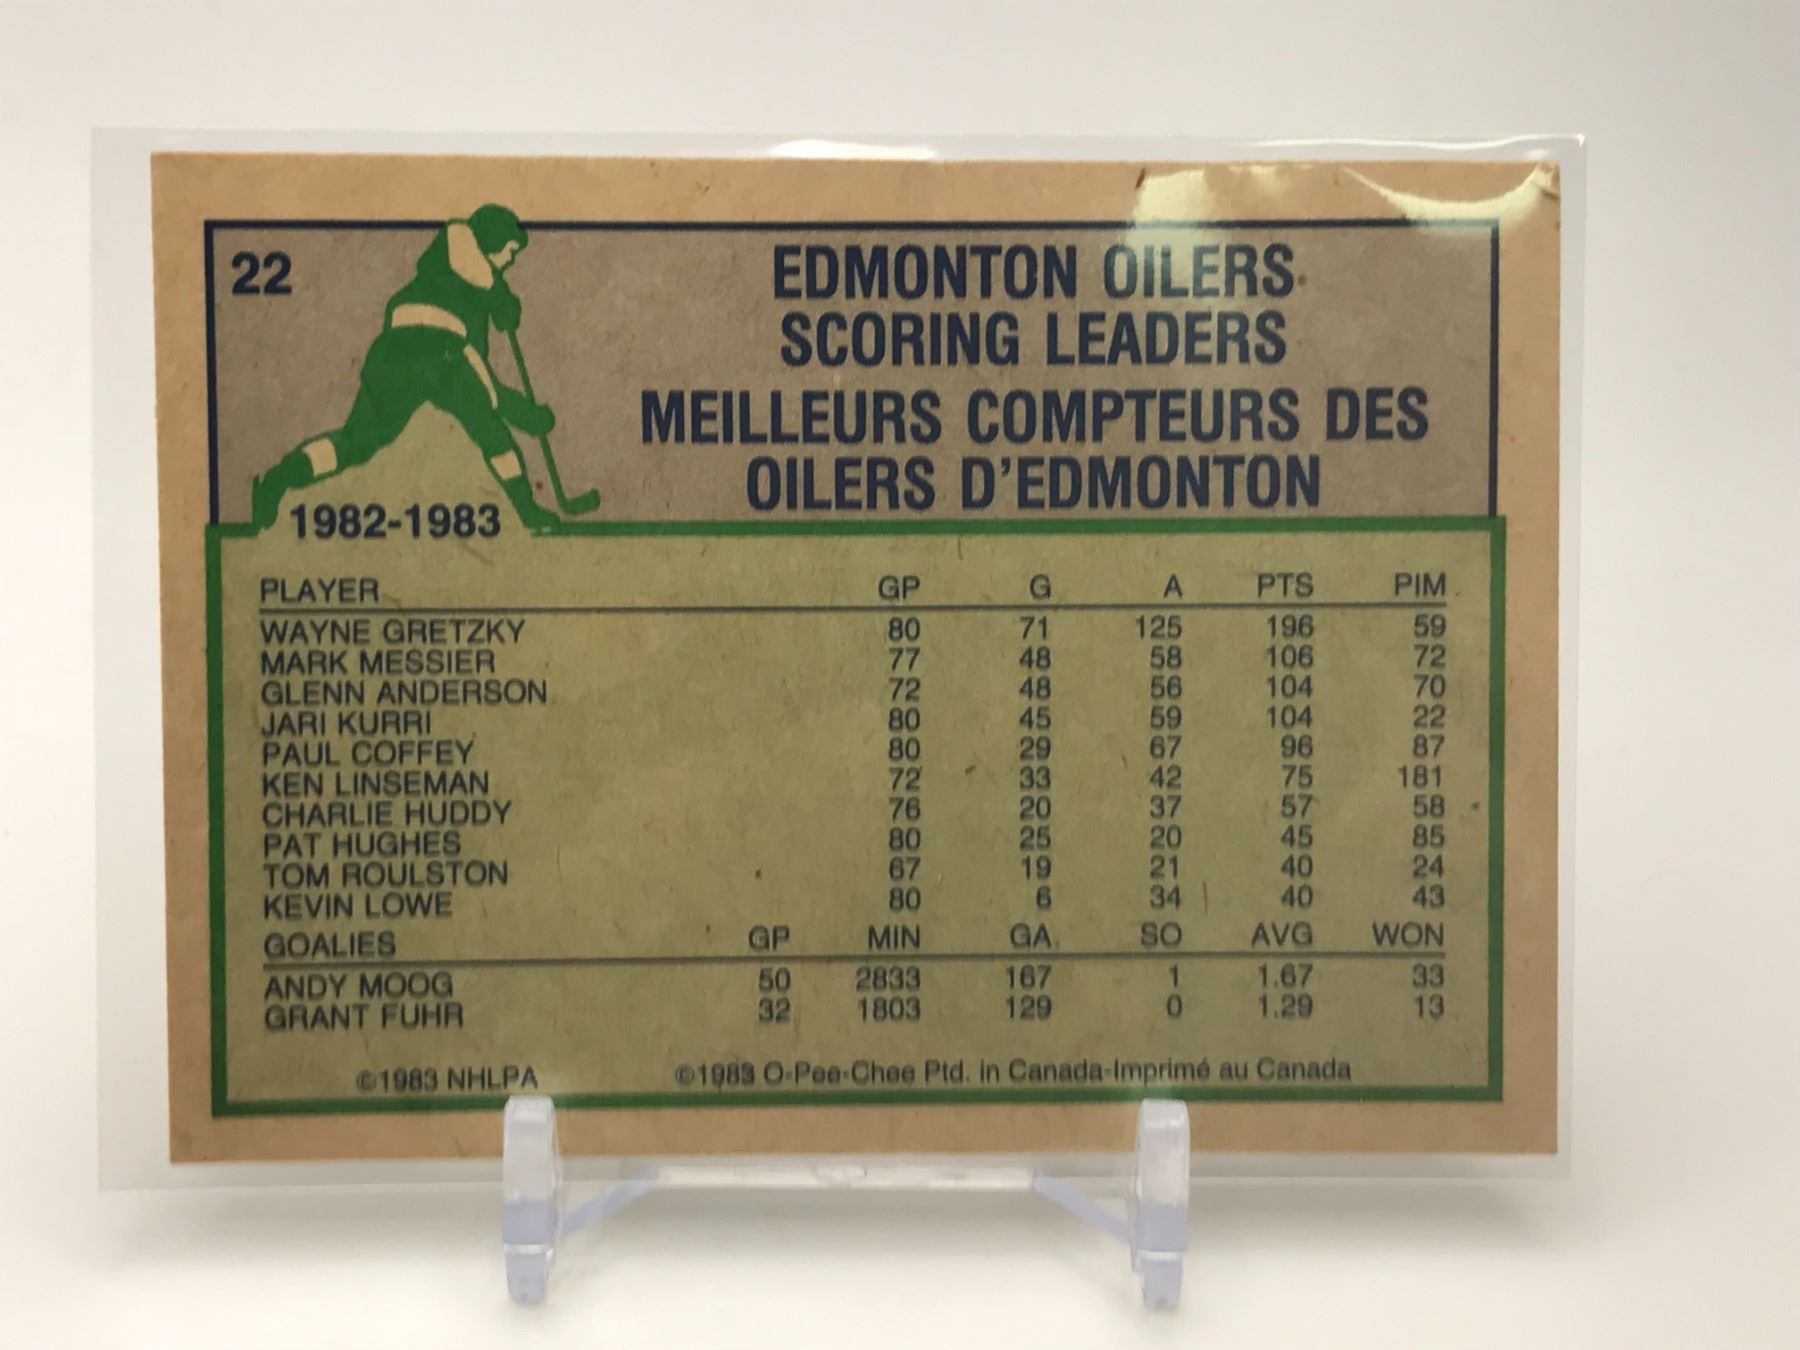 22
EDMONTON OILERS
SCORING LEADERS
MEILLEURS COMPTEURS DES
OILERS D'EDMONTON
1982-1983
PLAYER GP G A PTS PIM
WAYNE GRETZKY 80 71 125 196 59
MARK MESSIER 77 48 58 106 72
GLENN ANDERSON 72 48 56 104 70
JARI KURRI 80 45 59 104 22
PAUL COFFEY 80 29 67 96 87
KEN LINSEMAN 72 33 42 75 181
CHARLIE HUDDY 76 20 37 57 58
PAT HUGHES 80 25 20 45 85
TOM ROULSTON 67 19 21 40 24
KEVIN LOWE 80 6 34 40 43
GOALIES GP MIN GA SO AVG WON
ANDY MOOG 50 2833 167 1 1.67 33
GRANT FUHR 32 1803 129 0 1.29 13
©1983 NHLPA ©1983 O-Pee-Chee Ptd. in Canada-Imprimé au Canada